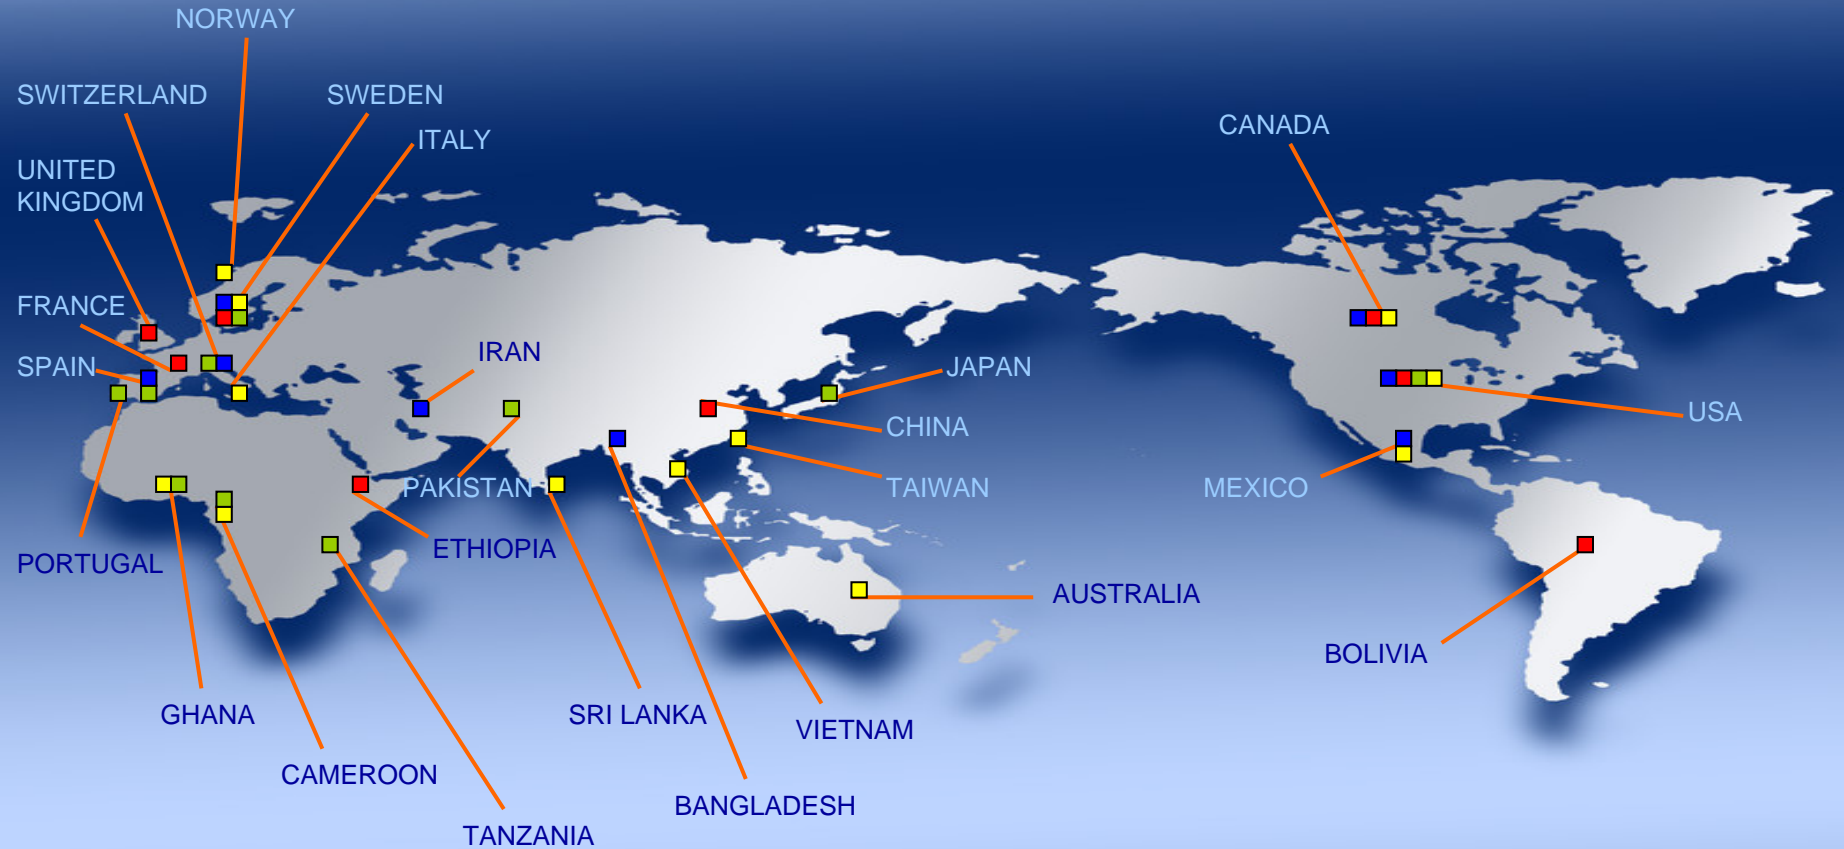 NORWAY
SWITZERLAND
SWEDEN
ITALY
CANADA
UNITED
KINGDOM
FRANCE
SPAIN
IRAN
JAPAN
CHINA
USA
PAKISTAN
TAIWAN
MEXICO
PORTUGAL
ETHIOPIA
AUSTRALIA
BOLIVIA
GHANA
SRI LANKA
VIETNAM
CAMEROON
BANGLADESH
TANZANIA